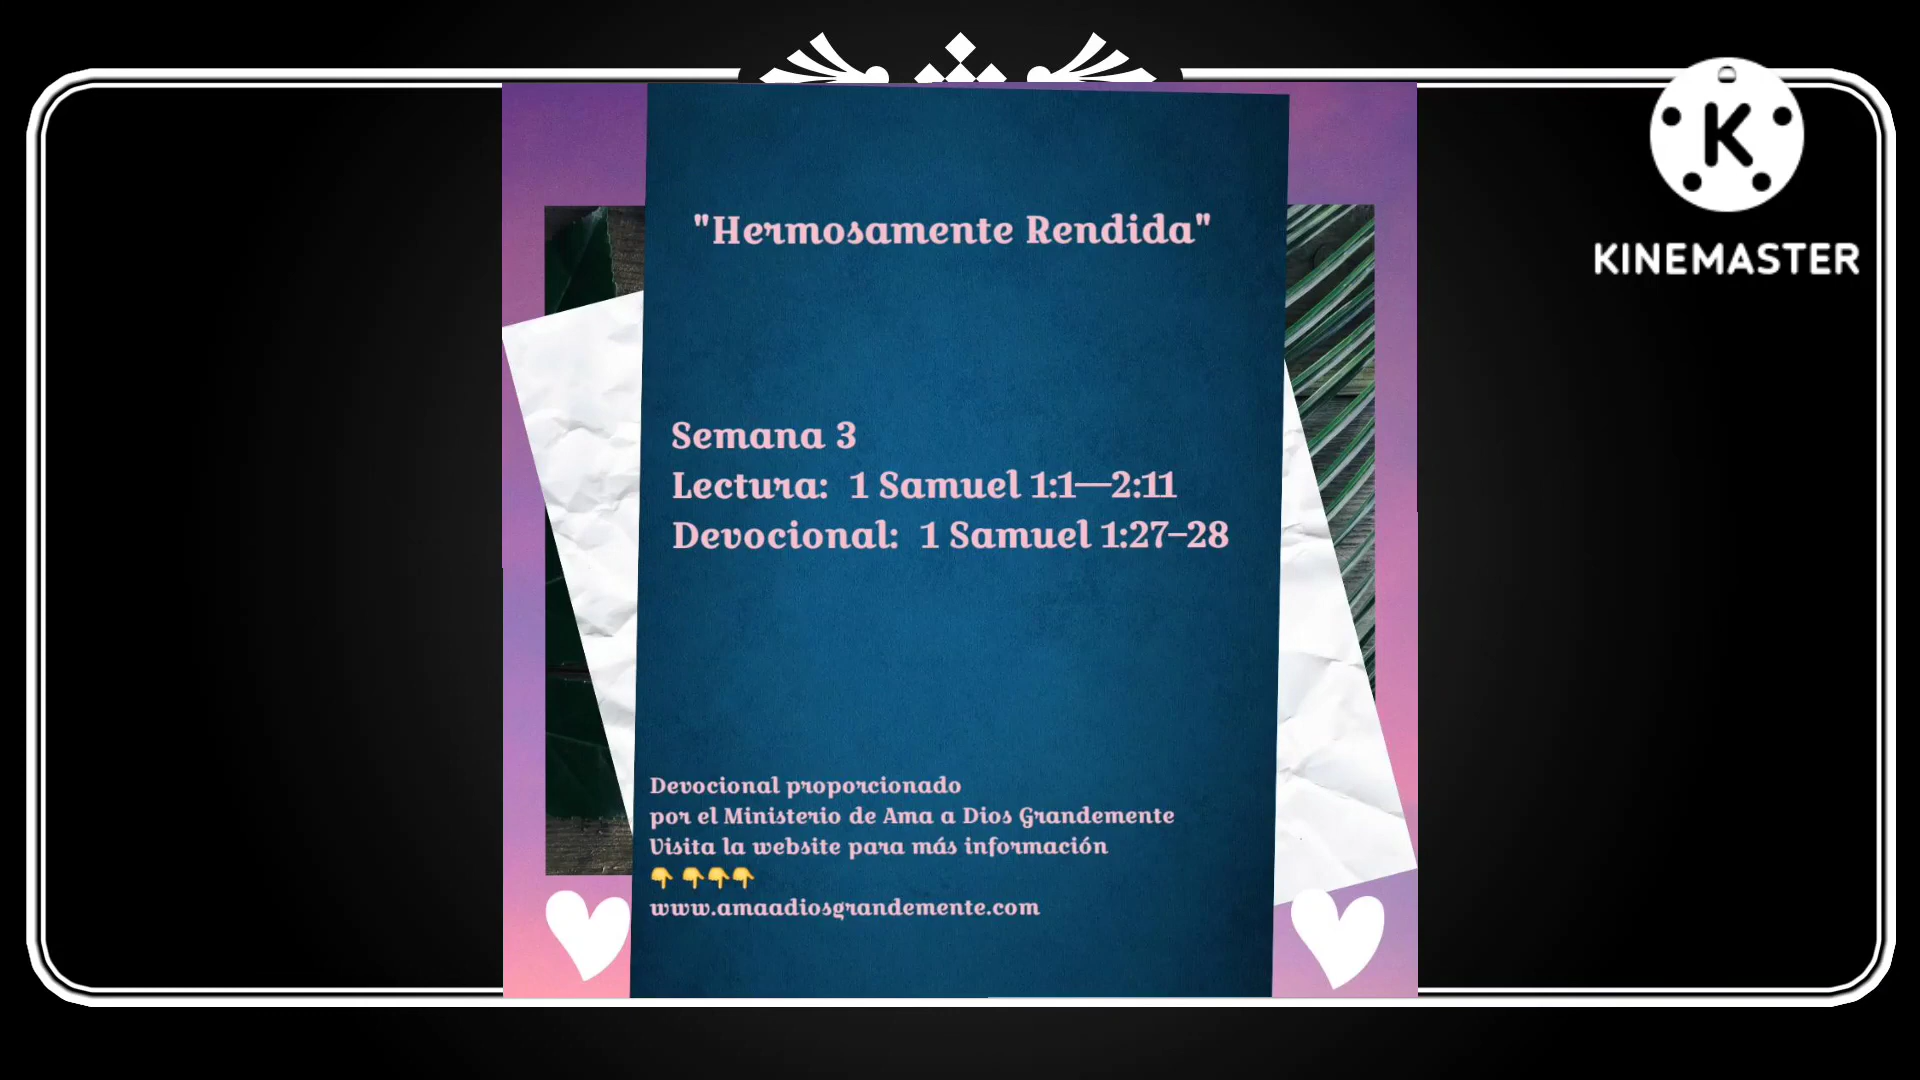 "Hermosamente Rendida"
K
KINEMASTER
Semana 3
Lectura: 1 Samuel 1:1—2:11
Devocional: 1 Samuel 1:27–28
Devocional proporcionado
por el Ministerio de Ama a Dios Grandemente
Visita la website para más información
👇 👇👇👇
www.amaadiosgrandemente.com